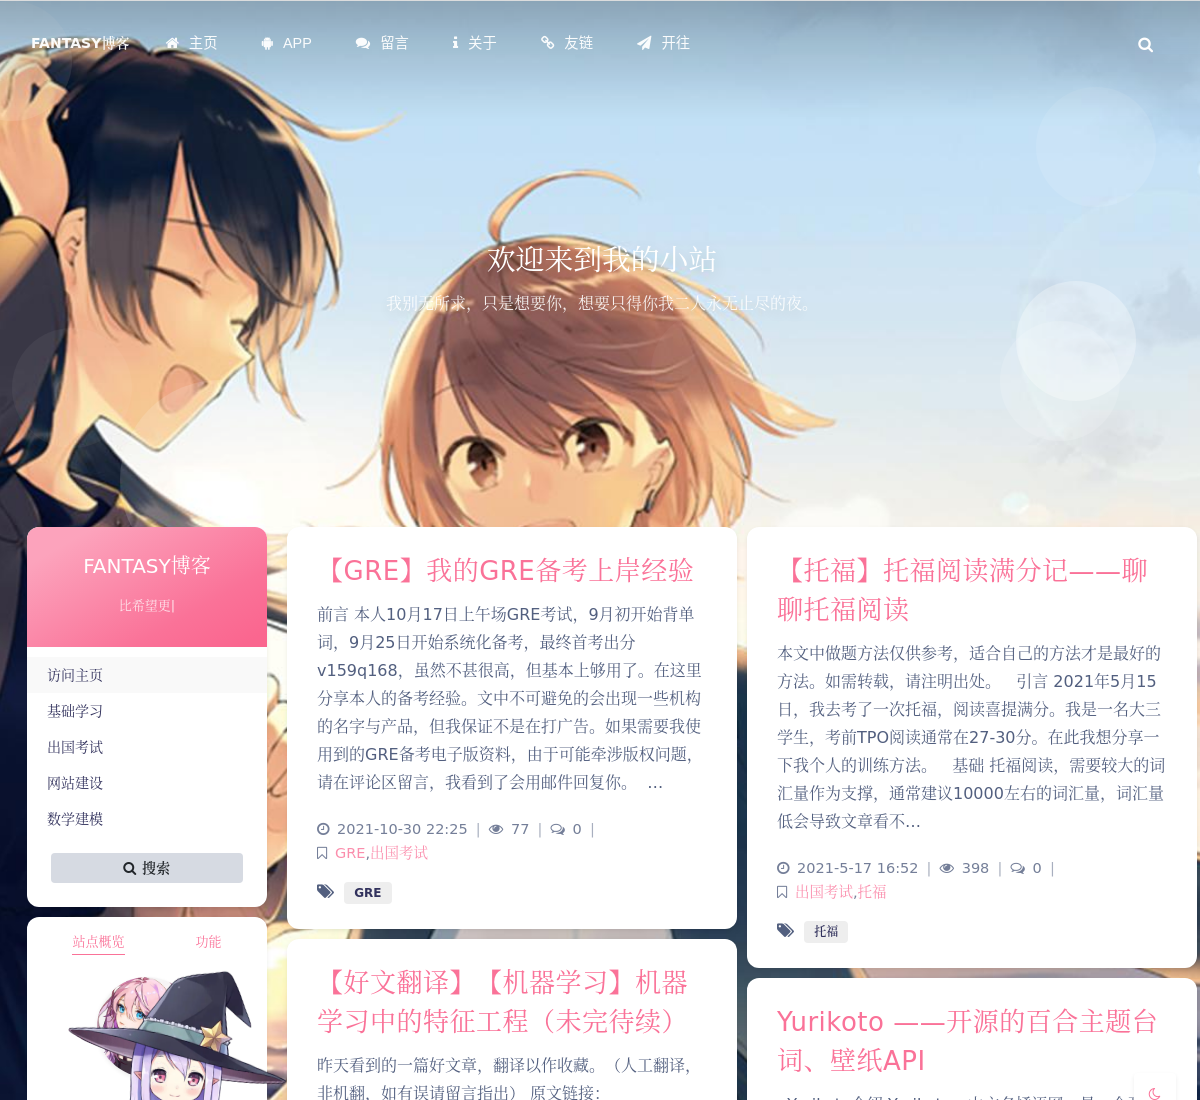 FANTASY博客 主页 APP 留言 关于 友链 开往
欢迎来到我的小站
我别无所求，只是想要你，想要只得你我二人永无止尽的夜。
FANTASY博客
比希望更|
访问主页
基础学习
出国考试
网站建设
数学建模
搜索
站点概览 功能
【GRE】我的GRE备考上岸经验
前言 本人10月17日上午场GRE考试，9月初开始背单
词，9月25日开始系统化备考，最终首考出分
v159q168，虽然不甚很高，但基本上够用了。在这里
分享本人的备考经验。文中不可避免的会出现一些机构
的名字与产品，但我保证不是在打广告。如果需要我使
用到的GRE备考电子版资料，由于可能牵涉版权问题，
请在评论区留言，我看到了会用邮件回复你。 …
2021-10-30 22:25 | 77 | 0 |
GRE,出国考试
GRE
【好文翻译】【机器学习】机器
学习中的特征工程（未完待续）
昨天看到的一篇好文章，翻译以作收藏。（人工翻译，
非机翻，如有误请留言指出） 原文链接：
【托福】托福阅读满分记——聊
聊托福阅读
本文中做题方法仅供参考，适合自己的方法才是最好的
方法。如需转载，请注明出处。 引言 2021年5月15
日，我去考了一次托福，阅读喜提满分。我是一名大三
学生，考前TPO阅读通常在27-30分。在此我想分享一
下我个人的训练方法。 基础 托福阅读，需要较大的词
汇量作为支撑，通常建议10000左右的词汇量，词汇量
低会导致文章看不…
2021-5-17 16:52 | 398 | 0 |
出国考试,托福
托福
Yurikoto ——开源的百合主题台
词、壁纸API